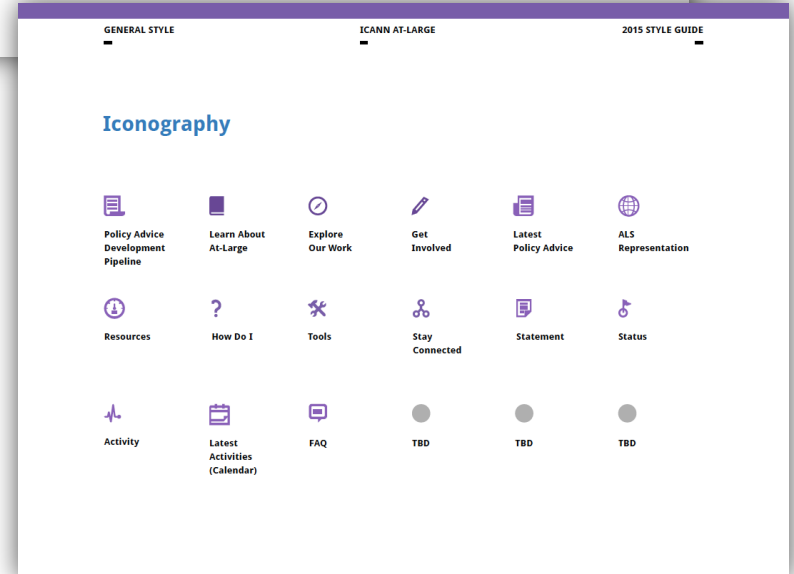 GENERAL STYLE
ICANN AT-LARGE
2015 STYLE GUIDE
Iconography
Policy Advice
Development
Pipeline
Learn About
At-Large
Explore
Our Work
Get
Involved
Latest
Policy Advice
ALS
Representation
Resources
How Do I
Tools
Stay
Connected
Statement
Status
Activity
Latest
Activities
(Calendar)
FAQ
TBD
TBD
TBD